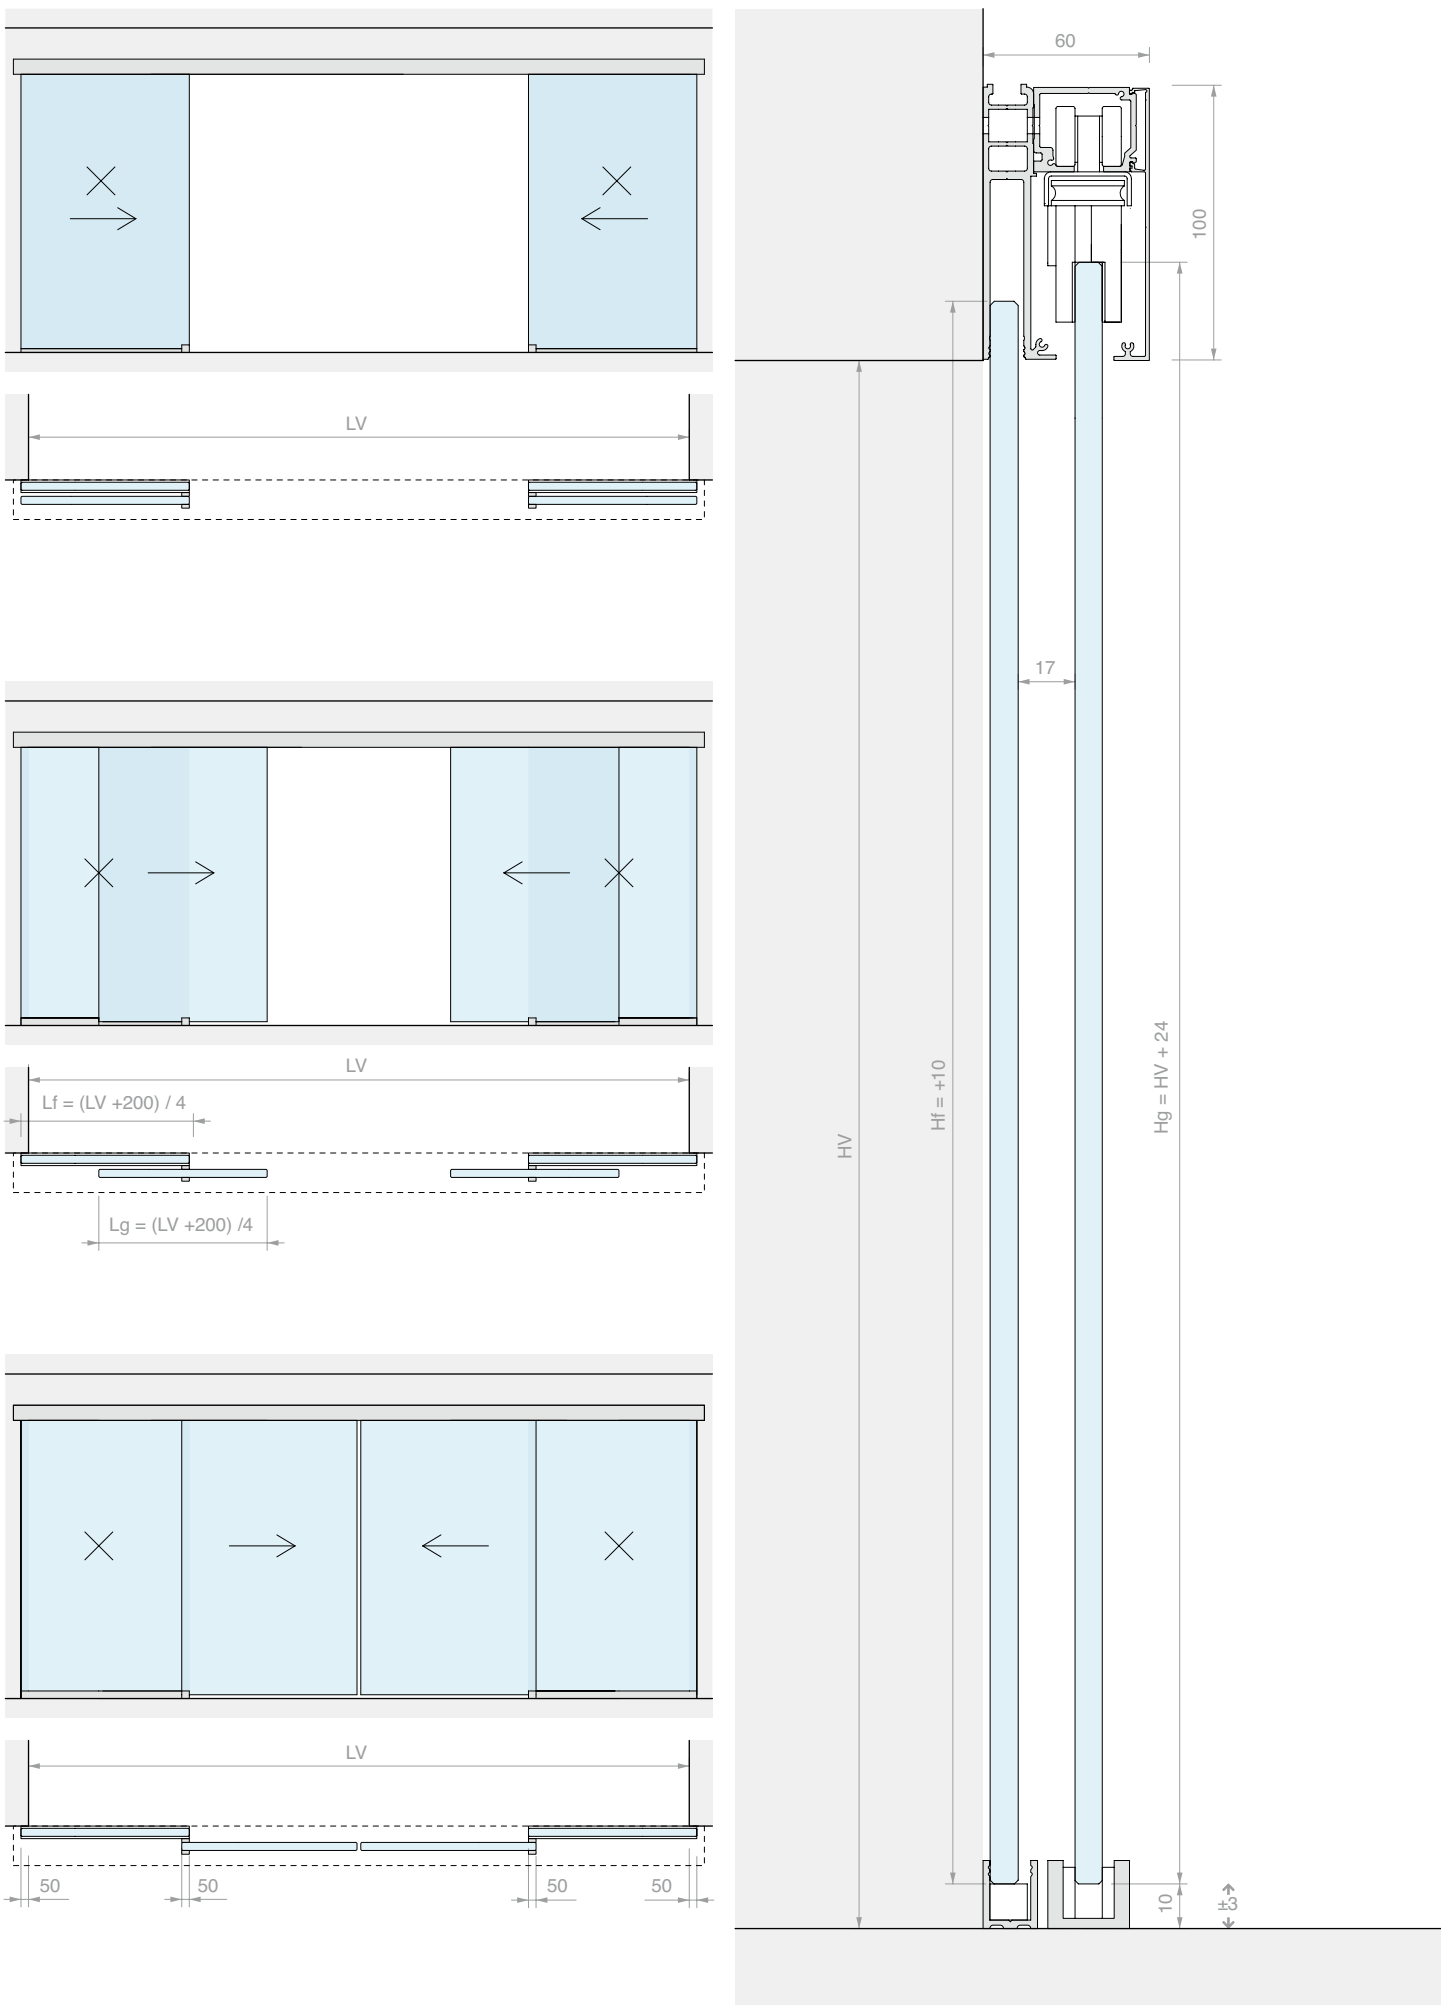 LV
LV
Lf = (LV +200) / 4
Lg = (LV +200) /4
LV
50
50
50
50
60
100
17
HV
Hf = +10
Hg = HV + 24
10
±3